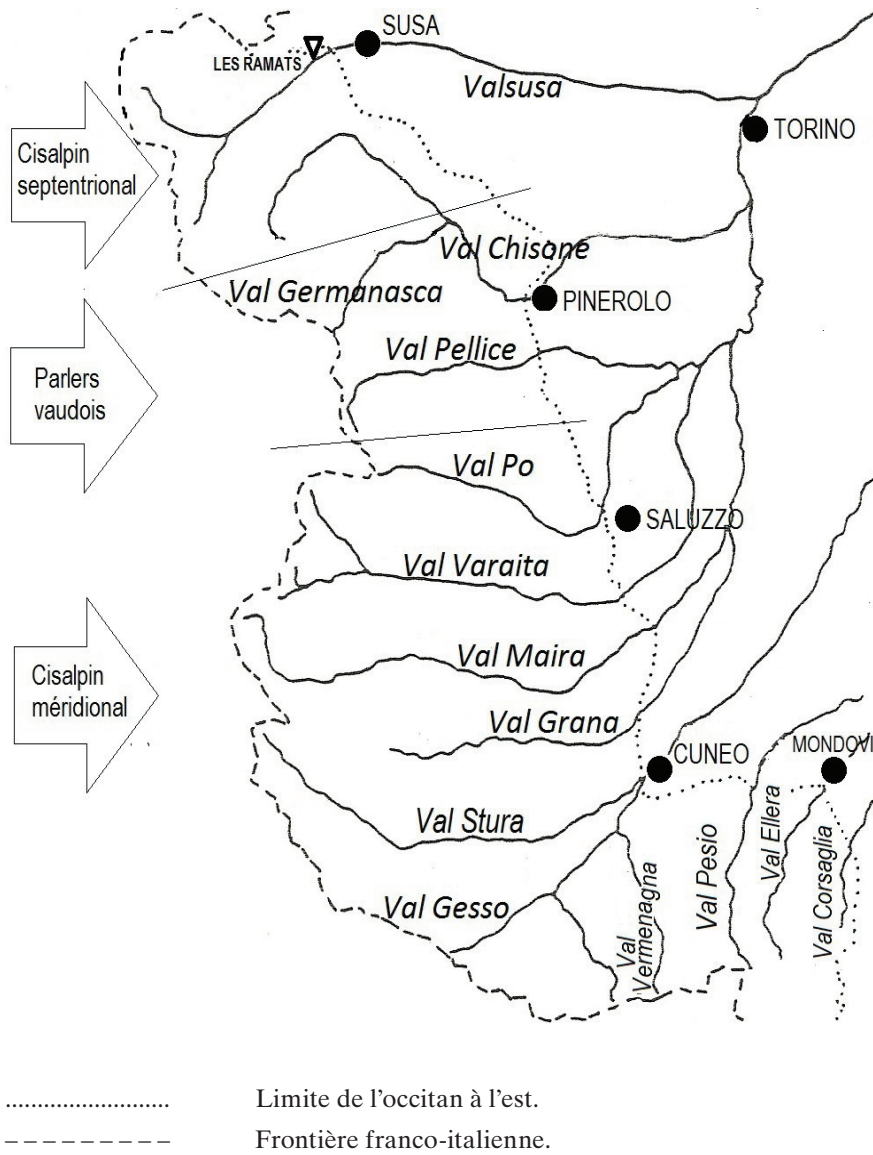 SUSA
LES RAMATS
Valsusa
TORINO
Cisalpin
septentrional
Val Chisone
Val Germanasca
PINEROLO
Val Pellice
Parlers
vaudois
Val Po
SALUZZO
Val Varaita
Cisalpin
méridional
Val Maira
Val Grana
CUNEO
MONDOVI
Val Stura
Val Ellera
Val Pesio
Val Corsaglia
Val Gesso
Val
Vermenagna
Limite de l’occitan à l’est.
Frontière franco-italienne.